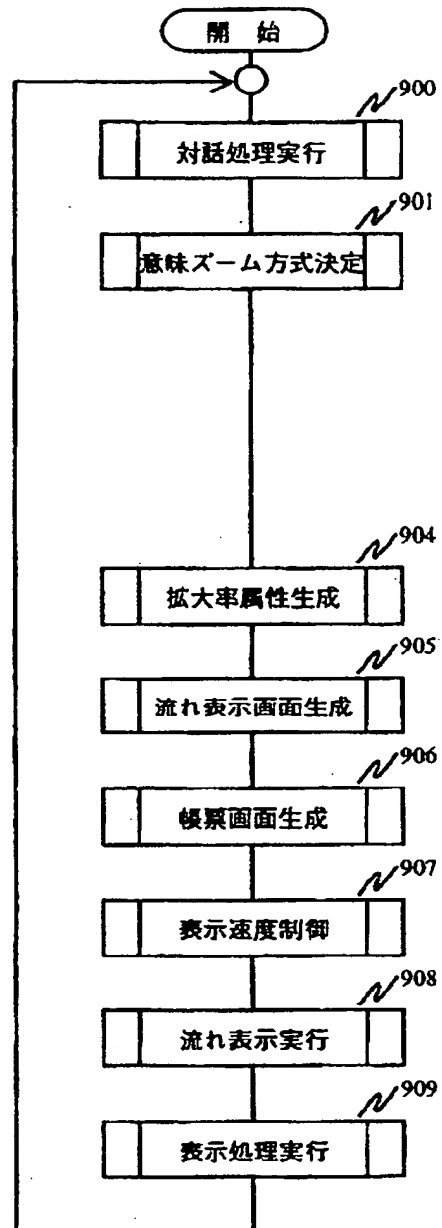 開 始
900
対話処理実行
901
意味ズーム方式決定
904
拡大率属性生成
905
流れ表示画面生成
906
帳票画面生成
907
表示速度制御
908
流れ表示実行
909
表示処理実行